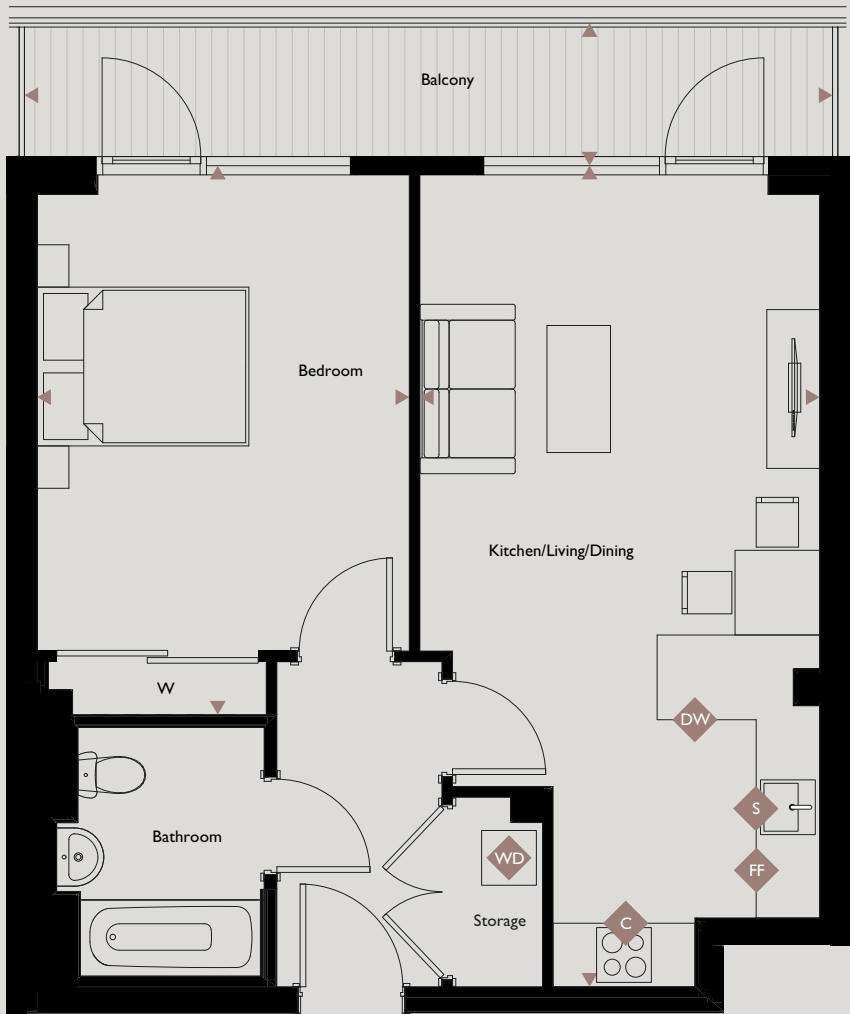 Balcony
Bedroom
Kitchen/Living/Dining
W
DW
S
Bathroom
WD
FF
Storage
C